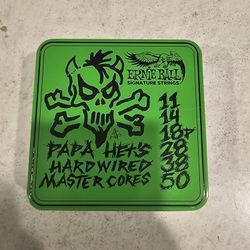 ERNIE BALL
SIGNATURE STRINGS
PAPA HET'S
HARDWIRED
MASTER CORES
11
14
18P
28
38
50